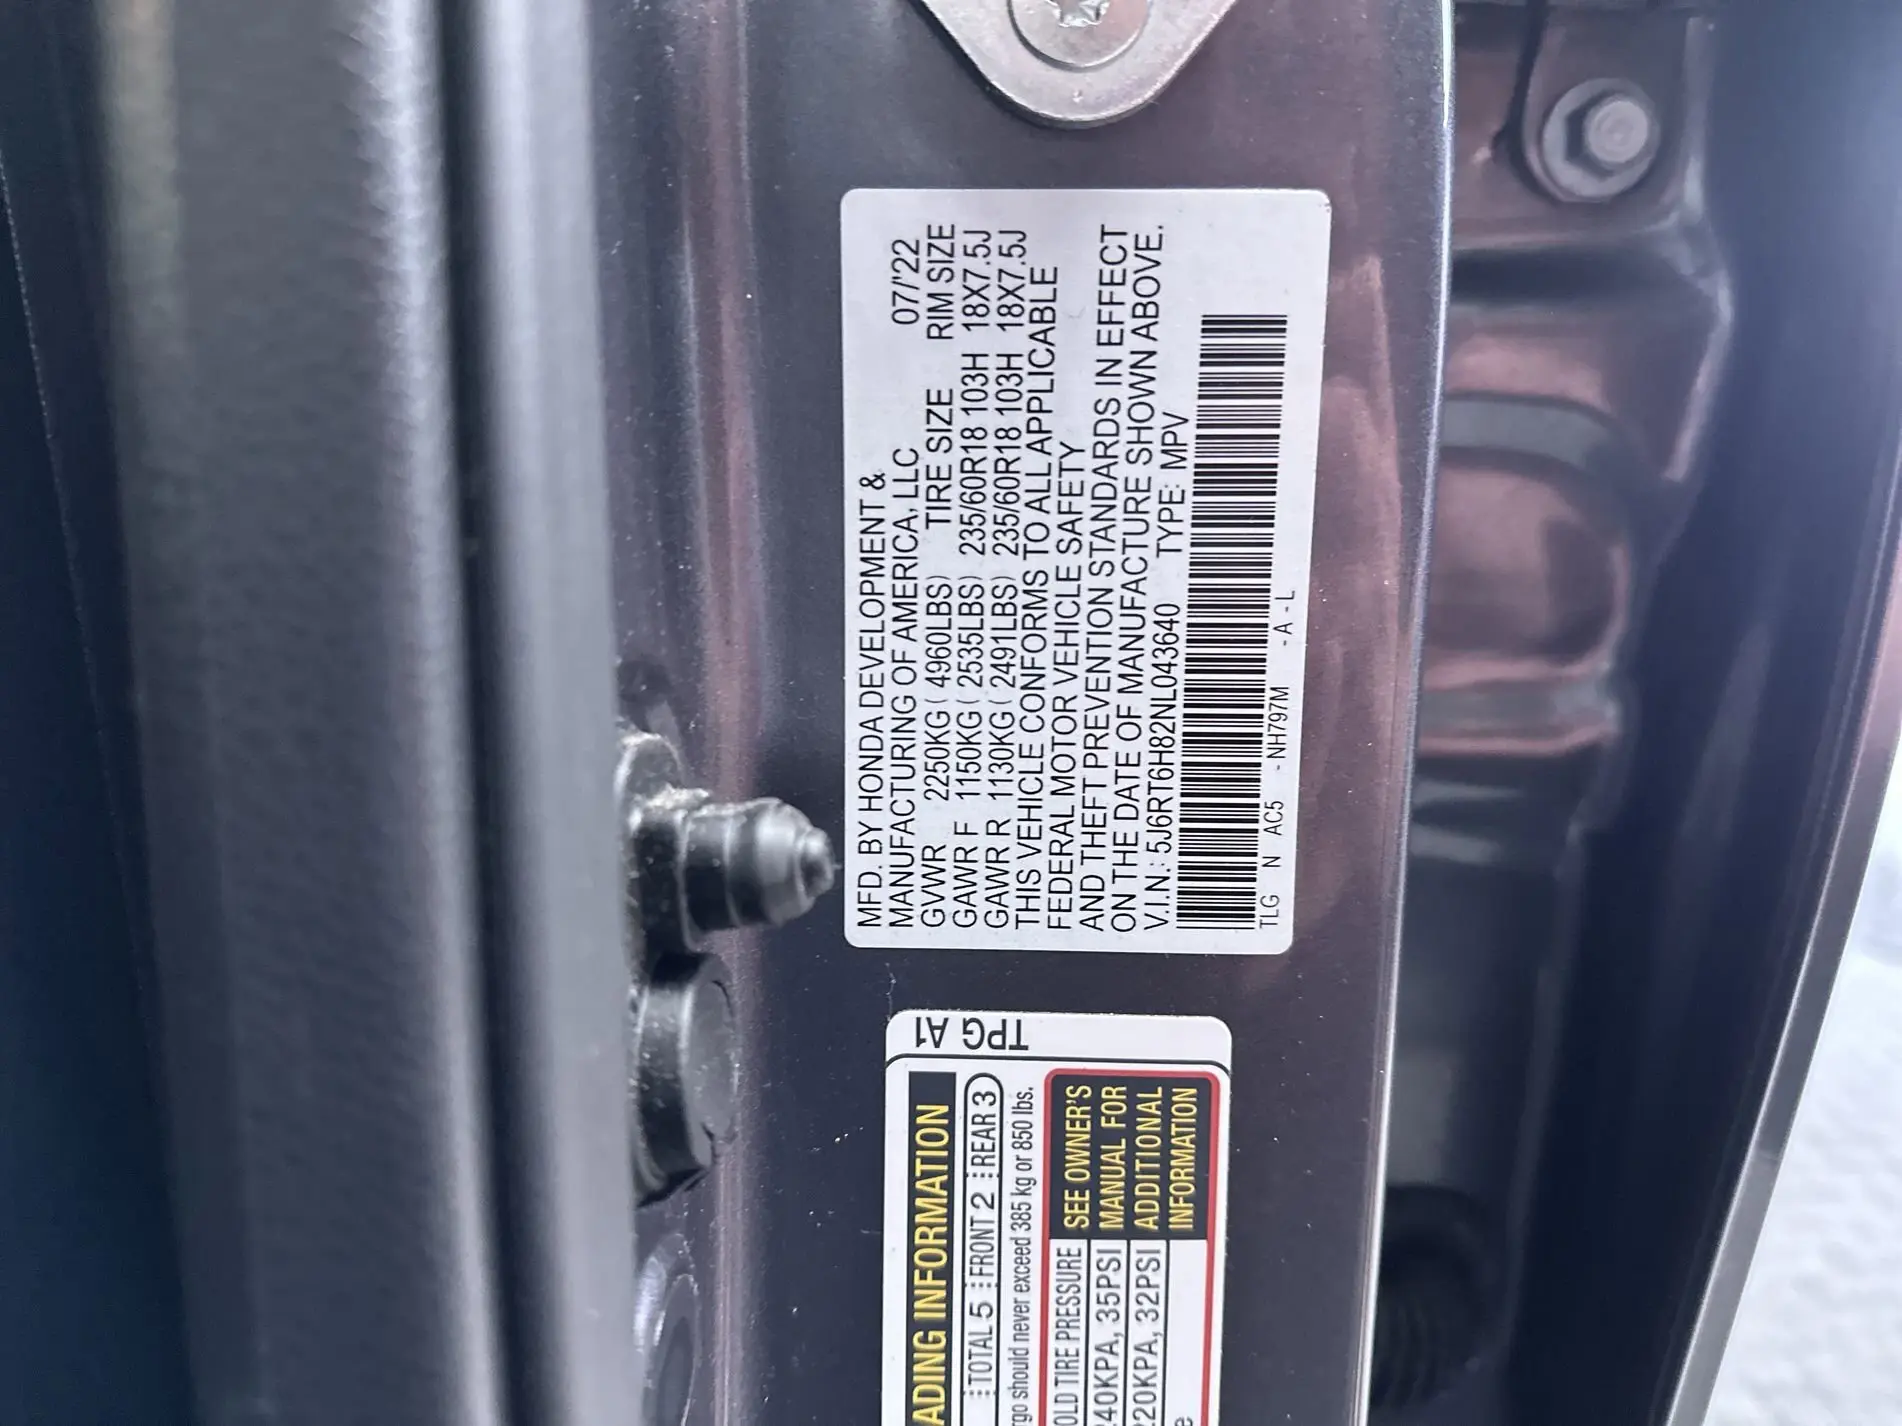 MFD. BY HONDA DEVELOPMENT &
MANUFACTURING OF AMERICA, LLC 07/'22
GVWR 2250KG ( 4960LBS) TIRE SIZE RIM SIZE
GAWR F 1150KG ( 2535LBS) 235/60R18 103H 18X7.5J
GAWR R 1130KG ( 2491LBS) 235/60R18 103H 18X7.5J
THIS VEHICLE CONFORMS TO ALL APPLICABLE
FEDERAL MOTOR VEHICLE SAFETY
AND THEFT PREVENTION STANDARDS IN EFFECT
ON THE DATE OF MANUFACTURE SHOWN ABOVE.
V.I.N.: 5J6RT6H82NL043640 TYPE: MPV
TLG N AC5 - NH797M - A - L
TPG A1
ADING INFORMATION
TOTAL 5 FRONT 2 REAR 3
rgo should never exceed 385 kg or 850 lbs.
OLD TIRE PRESSURE
240KPA, 35PSI
220KPA, 32PSI
SEE OWNER'S
MANUAL FOR
ADDITIONAL
INFORMATION